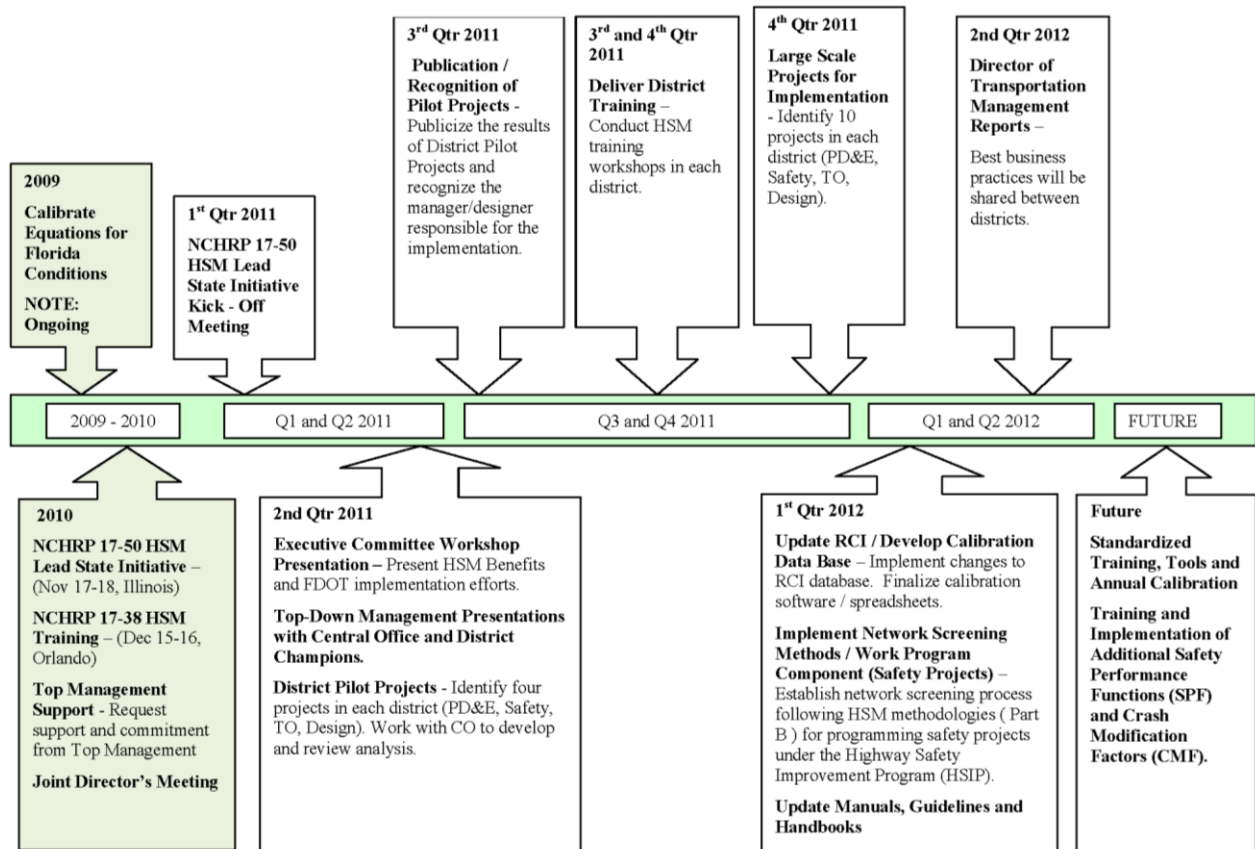 2009
Calibrate
Equations for
Florida
Conditions
NOTE:
Ongoing
1st Qtr 2011
NCHRP 17-50
HSM Lead
State Initiative
Kick - Off
Meeting
3rd Qtr 2011
Publication /
Recognition of
Pilot Projects -
Publicize the results
of District Pilot
Projects and
recognize the
manager/designer
responsible for the
implementation.
3rd and 4th Qtr
2011
Deliver District
Training –
Conduct HSM
training
workshops in each
district.
4th Qtr 2011
Large Scale
Projects for
Implementation
- Identify 10
projects in each
district (PD&E,
Safety, TO,
Design).
2nd Qtr 2012
Director of
Transportation
Management
Reports –
Best business
practices will be
shared between
districts.
2009 - 2010
Q1 and Q2 2011
Q3 and Q4 2011
Q1 and Q2 2012
FUTURE
2010
NCHRP 17-50 HSM
Lead State Initiative –
(Nov 17-18, Illinois)
NCHRP 17-38 HSM
Training – (Dec 15-16,
Orlando)
Top Management
Support - Request
support and commitment
from Top Management
Joint Director's Meeting
2nd Qtr 2011
Executive Committee Workshop
Presentation – Present HSM Benefits
and FDOT implementation efforts.
Top-Down Management Presentations
with Central Office and District
Champions.
District Pilot Projects - Identify four
projects in each district (PD&E, Safety,
TO, Design). Work with CO to develop
and review analysis.
1st Qtr 2012
Update RCI / Develop Calibration
Data Base – Implement changes to
RCI database. Finalize calibration
software / spreadsheets.
Implement Network Screening
Methods / Work Program
Component (Safety Projects) –
Establish network screening process
following HSM methodologies ( Part
B ) for programming safety projects
under the Highway Safety
Improvement Program (HSIP).
Update Manuals, Guidelines and
Handbooks
Future
Standardized
Training, Tools and
Annual Calibration
Training and
Implementation of
Additional Safety
Performance
Functions (SPF)
and Crash
Modification
Factors (CMF).